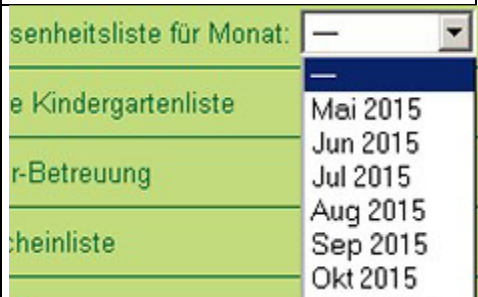 senheitsliste für Monat: —
—
e Kindergartenliste
Mai 2015
Jun 2015
r-Betreuung
Jul 2015
Aug 2015
cheinliste
Sep 2015
Okt 2015